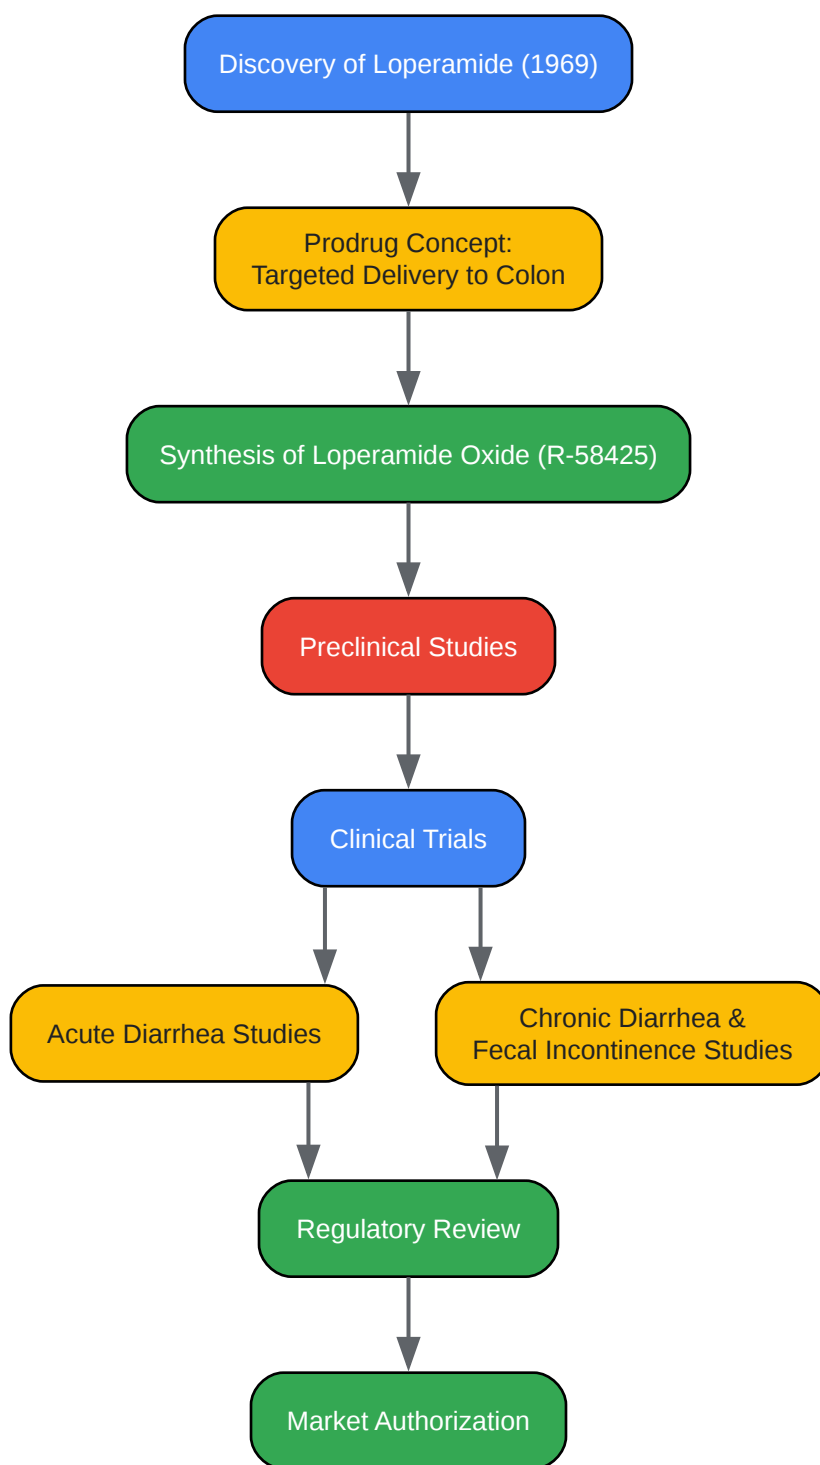 Discovery of Loperamide (1969)
Prodrug Concept:
Targeted Delivery to Colon
Synthesis of Loperamide Oxide (R-58425)
Preclinical Studies
Clinical Trials
Acute Diarrhea Studies
Chronic Diarrhea &
Fecal Incontinence Studies
Regulatory Review
Market Authorization